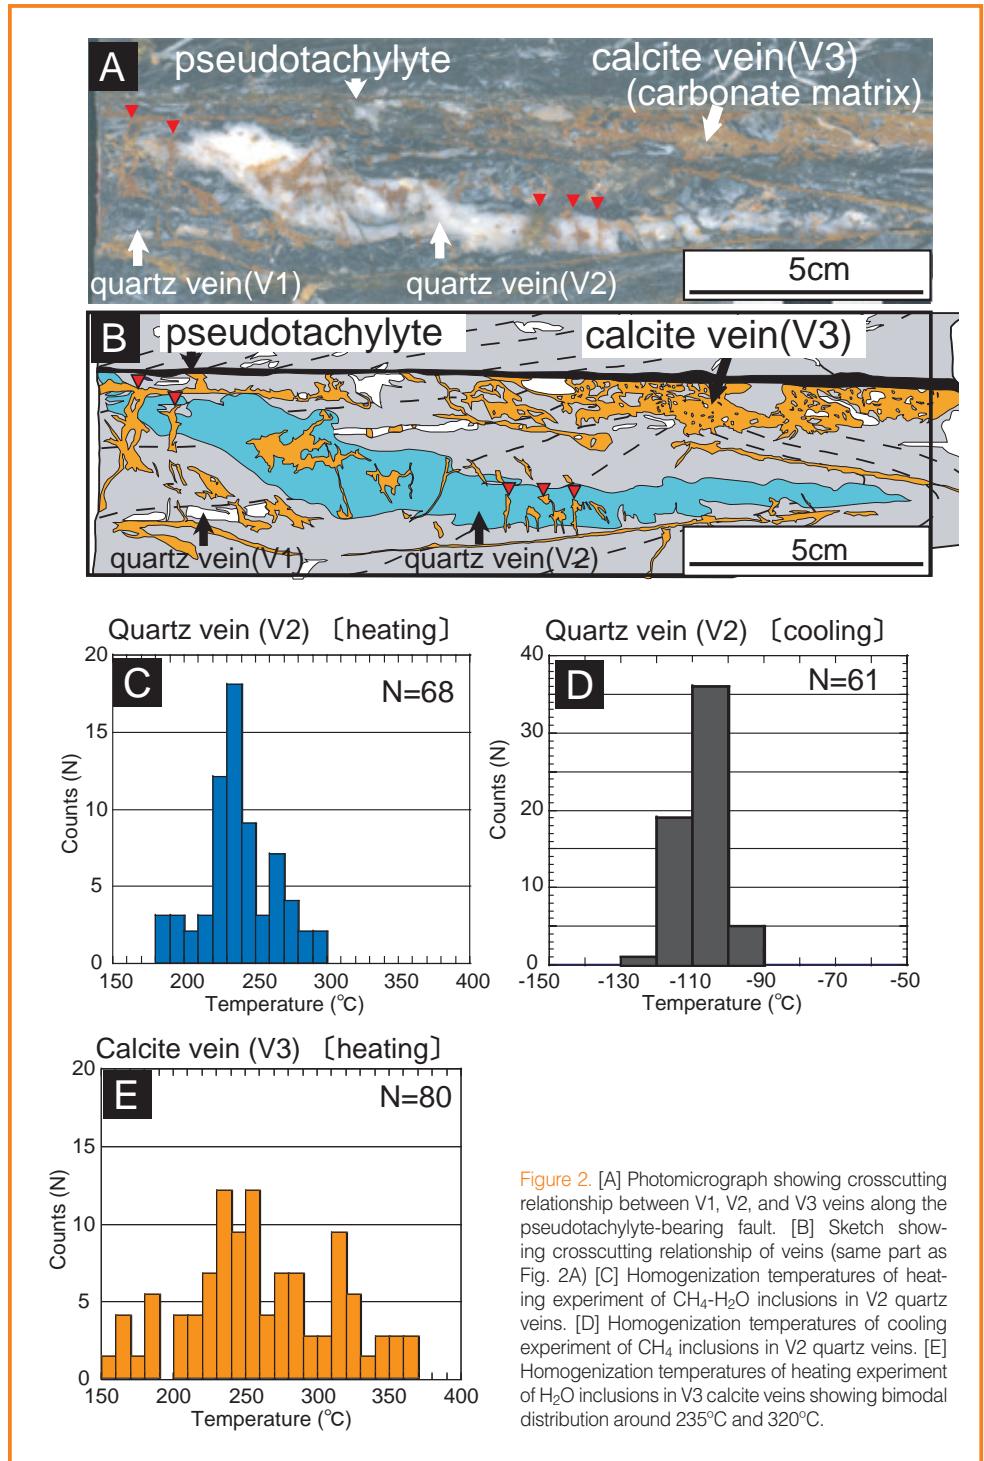 A
pseudotachylyte
calcite vein(V3)
(carbonate matrix)
quartz vein(V1)
quartz vein(V2)
5cm
B
pseudotachylyte
calcite vein(V3)
quartz vein(V1)
quartz vein(V2)
5cm
Quartz vein (V2) 〔heating〕
C
N=68
20
15
10
5
0
Counts (N)
150 200 250 300 350 400
Temperature (℃)
Quartz vein (V2) 〔cooling〕
D
N=61
40
30
20
10
0
Counts (N)
-150 -130 -110 -90 -70 -50
Temperature (℃)
Calcite vein (V3) 〔heating〕
E
N=80
20
15
10
5
0
Counts (N)
150 200 250 300 350 400
Temperature (℃)
Figure 2. [A] Photomicrograph showing crosscutting
relationship between V1, V2, and V3 veins along the
pseudotachylyte-bearing fault. [B] Sketch show-
ing crosscutting relationship of veins (same part as
Fig. 2A) [C] Homogenization temperatures of heat-
ing experiment of CH₄-H₂O inclusions in V2 quartz
veins. [D] Homogenization temperatures of cooling
experiment of CH₄ inclusions in V2 quartz veins. [E]
Homogenization temperatures of heating experiment
of H₂O inclusions in V3 calcite veins showing bimodal
distribution around 235ºC and 320ºC.